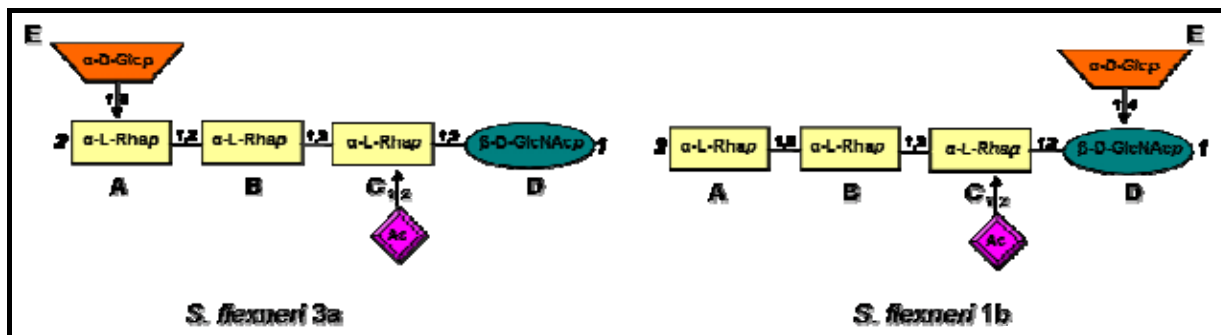 E E
α-D-Glcp α-D-Glcp
2 α-L-Rhap 1,2 α-L-Rhap α-L-Rhap β-D-GlcNAcp 1 α-L-Rhap α-L-Rhap α-L-Rhap β-D-GlcNAcp 1
A B C D A B C D
Ac Ac
S. flexneri 3a S. flexneri 1b